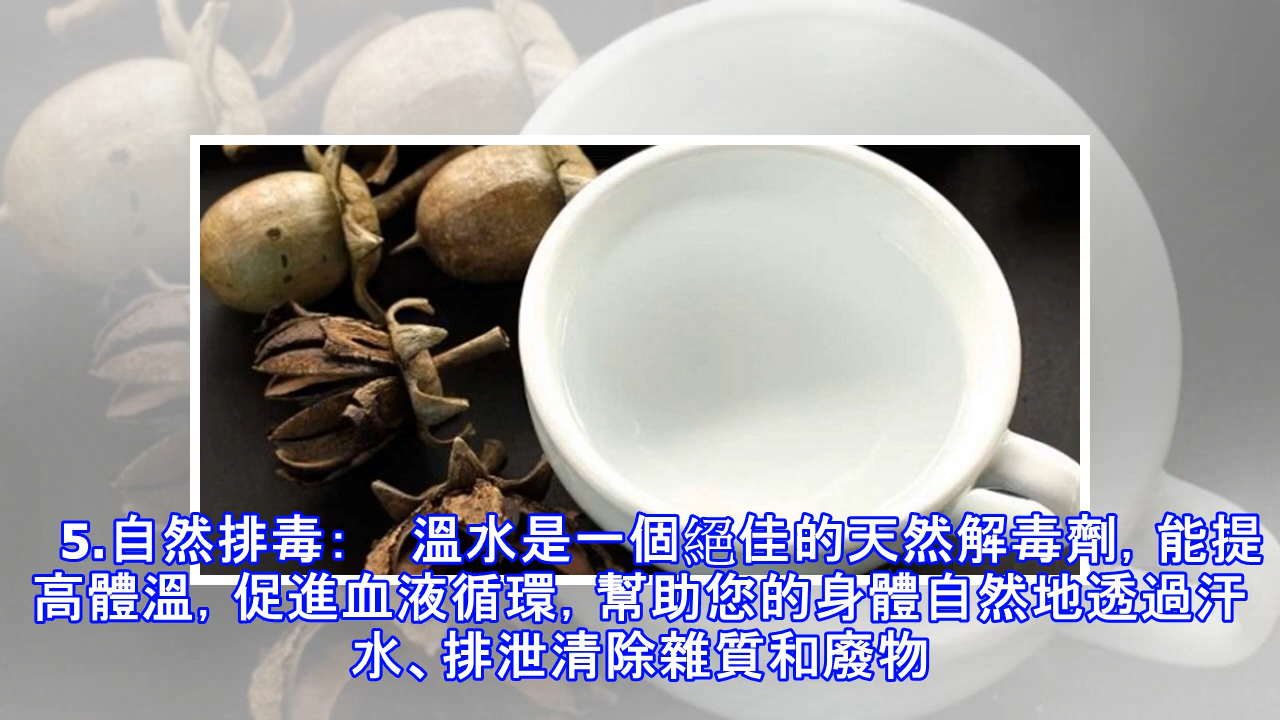 5.自然排毒： 溫水是一個絕佳的天然解毒劑, 能提
高體溫, 促進血液循環, 幫助您的身體自然地透過汗
水、排泄清除雜質和廢物